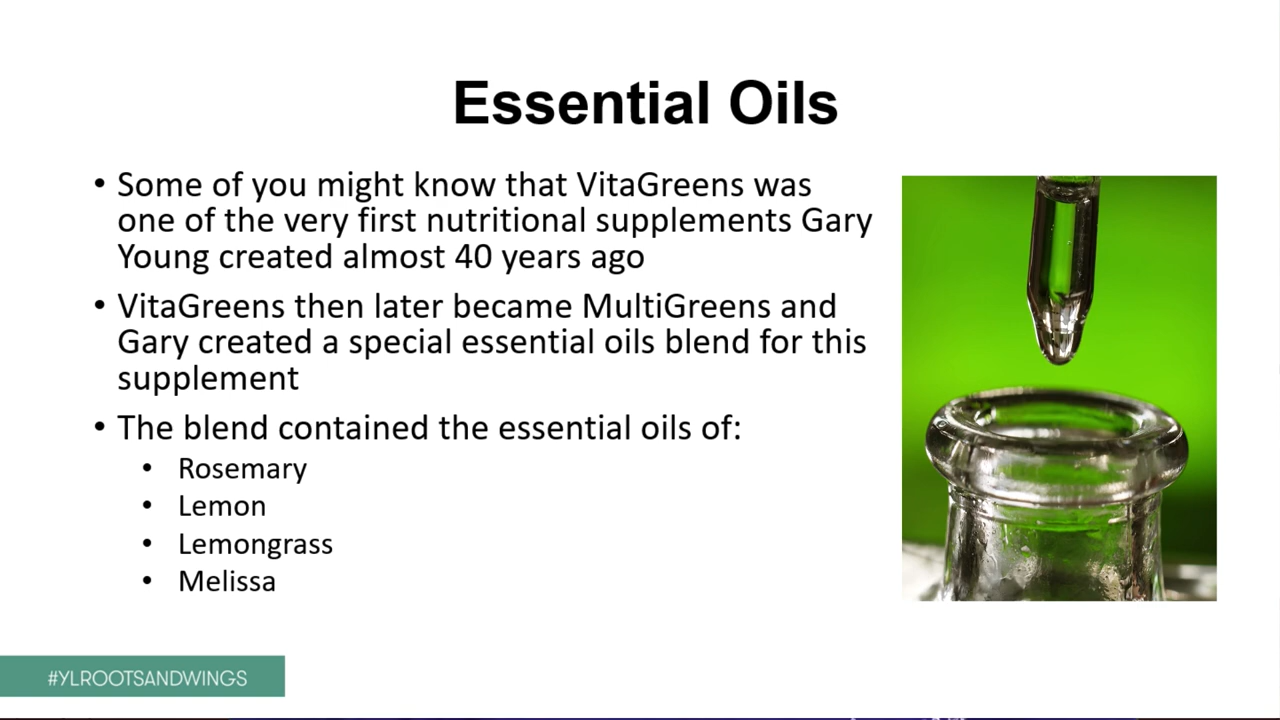 Essential Oils
• Some of you might know that VitaGreens was
one of the very first nutritional supplements Gary
Young created almost 40 years ago
• VitaGreens then later became MultiGreens and
Gary created a special essential oils blend for this
supplement
• The blend contained the essential oils of:
• Rosemary
• Lemon
• Lemongrass
• Melissa
#YLROOTSANDWINGS